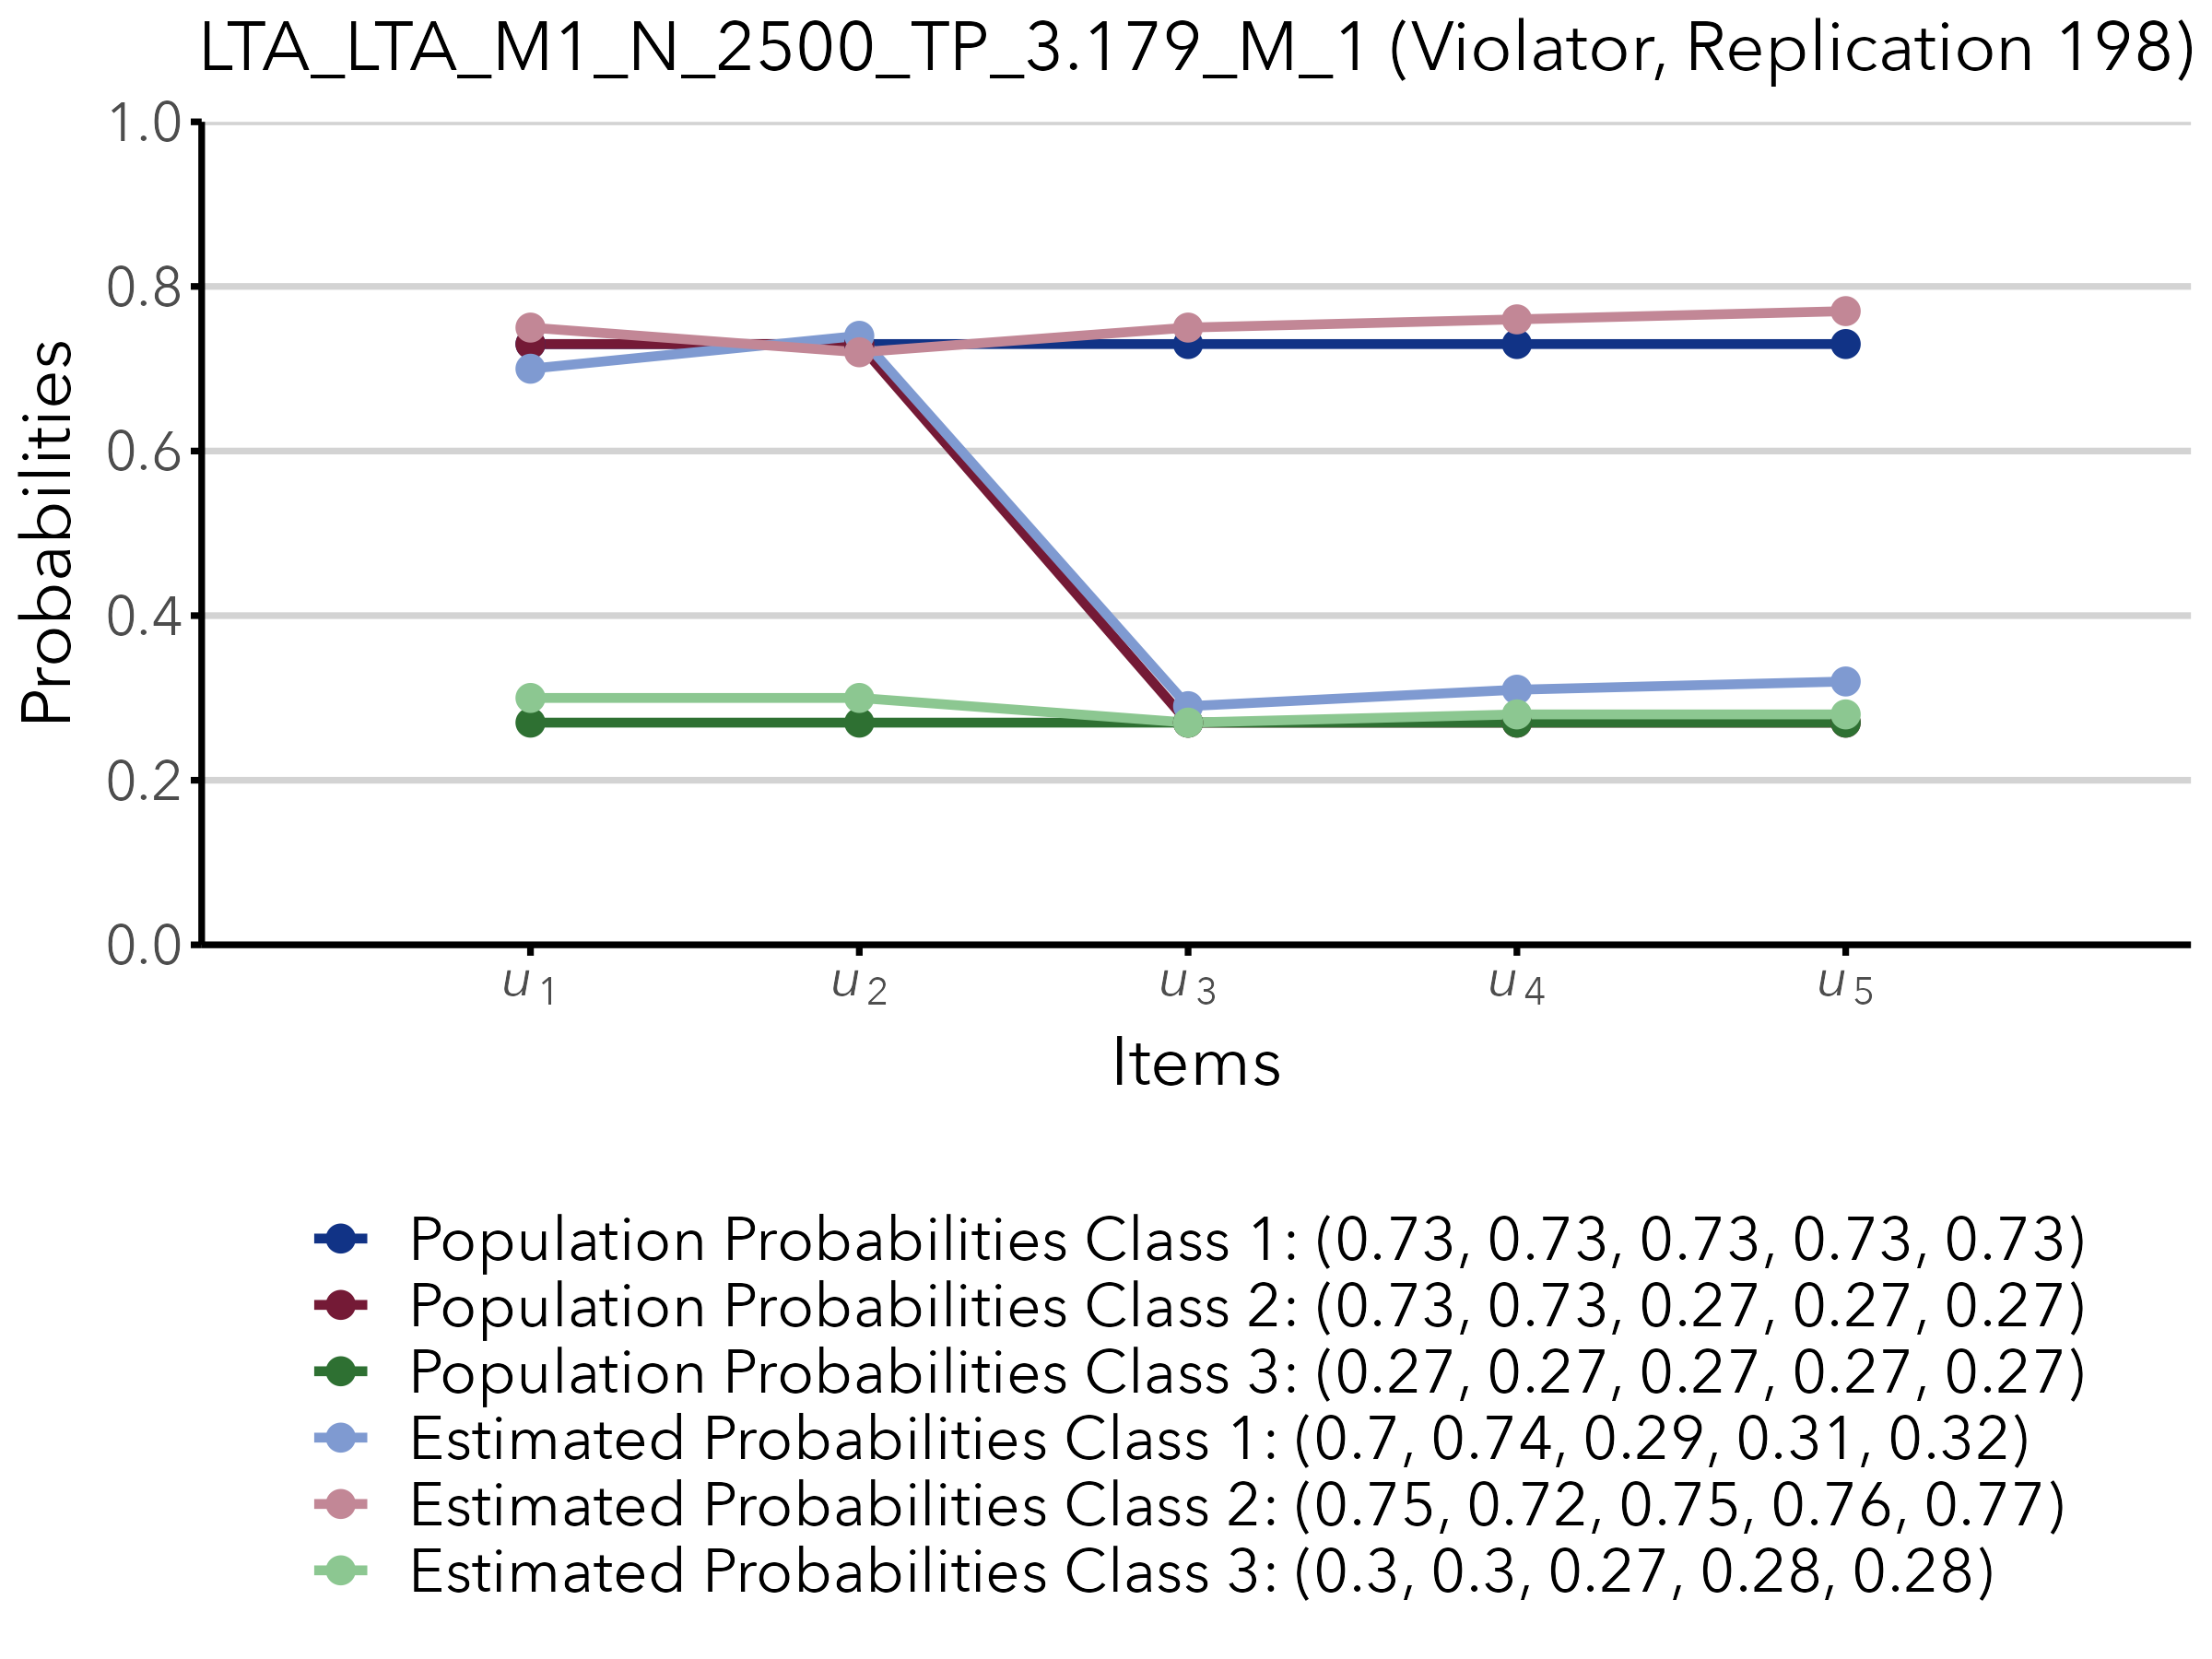 LTA_LTA_M1_N_2500_TP_3.179_M_1 (Violator, Replication 198)
1.0
0.8
0.6
0.4
0.2
0.0
Probabilities
u1 u2 u3 u4 u5
Items
Population Probabilities Class 1: (0.73, 0.73, 0.73, 0.73, 0.73)
Population Probabilities Class 2: (0.73, 0.73, 0.27, 0.27, 0.27)
Population Probabilities Class 3: (0.27, 0.27, 0.27, 0.27, 0.27)
Estimated Probabilities Class 1: (0.7, 0.74, 0.29, 0.31, 0.32)
Estimated Probabilities Class 2: (0.75, 0.72, 0.75, 0.76, 0.77)
Estimated Probabilities Class 3: (0.3, 0.3, 0.27, 0.28, 0.28)